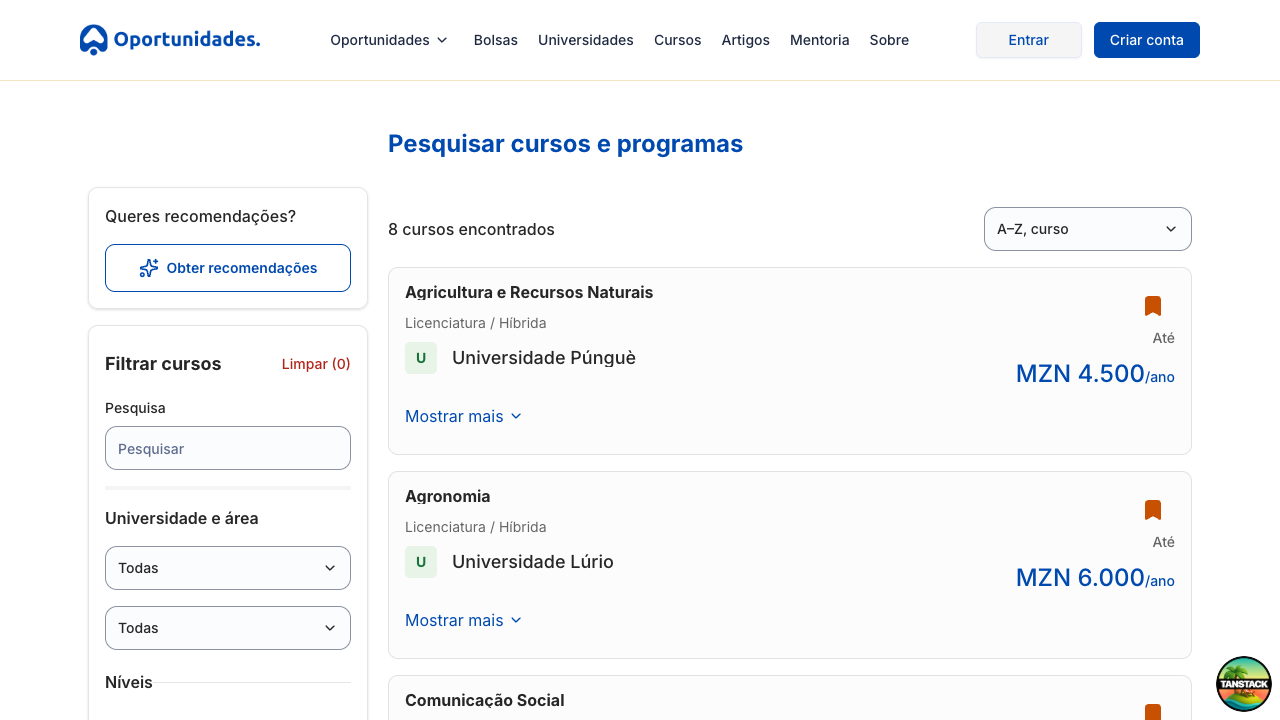 Oportunidades.
Oportunidades
Bolsas
Universidades
Cursos
Artigos
Mentoria
Sobre
Entrar
Criar conta
Pesquisar cursos e programas
Queres recomendações?
Obter recomendações
Filtrar cursos
Limpar (0)
Pesquisa
Pesquisar
Universidade e área
Todas
Todas
Níveis
8 cursos encontrados
A–Z, curso
Agricultura e Recursos Naturais
Licenciatura / Híbrida
U
Universidade Púnguè
Até
MZN 4.500/ano
Mostrar mais
Agronomia
Licenciatura / Híbrida
U
Universidade Lúrio
Até
MZN 6.000/ano
Mostrar mais
Comunicação Social
TANSTACK